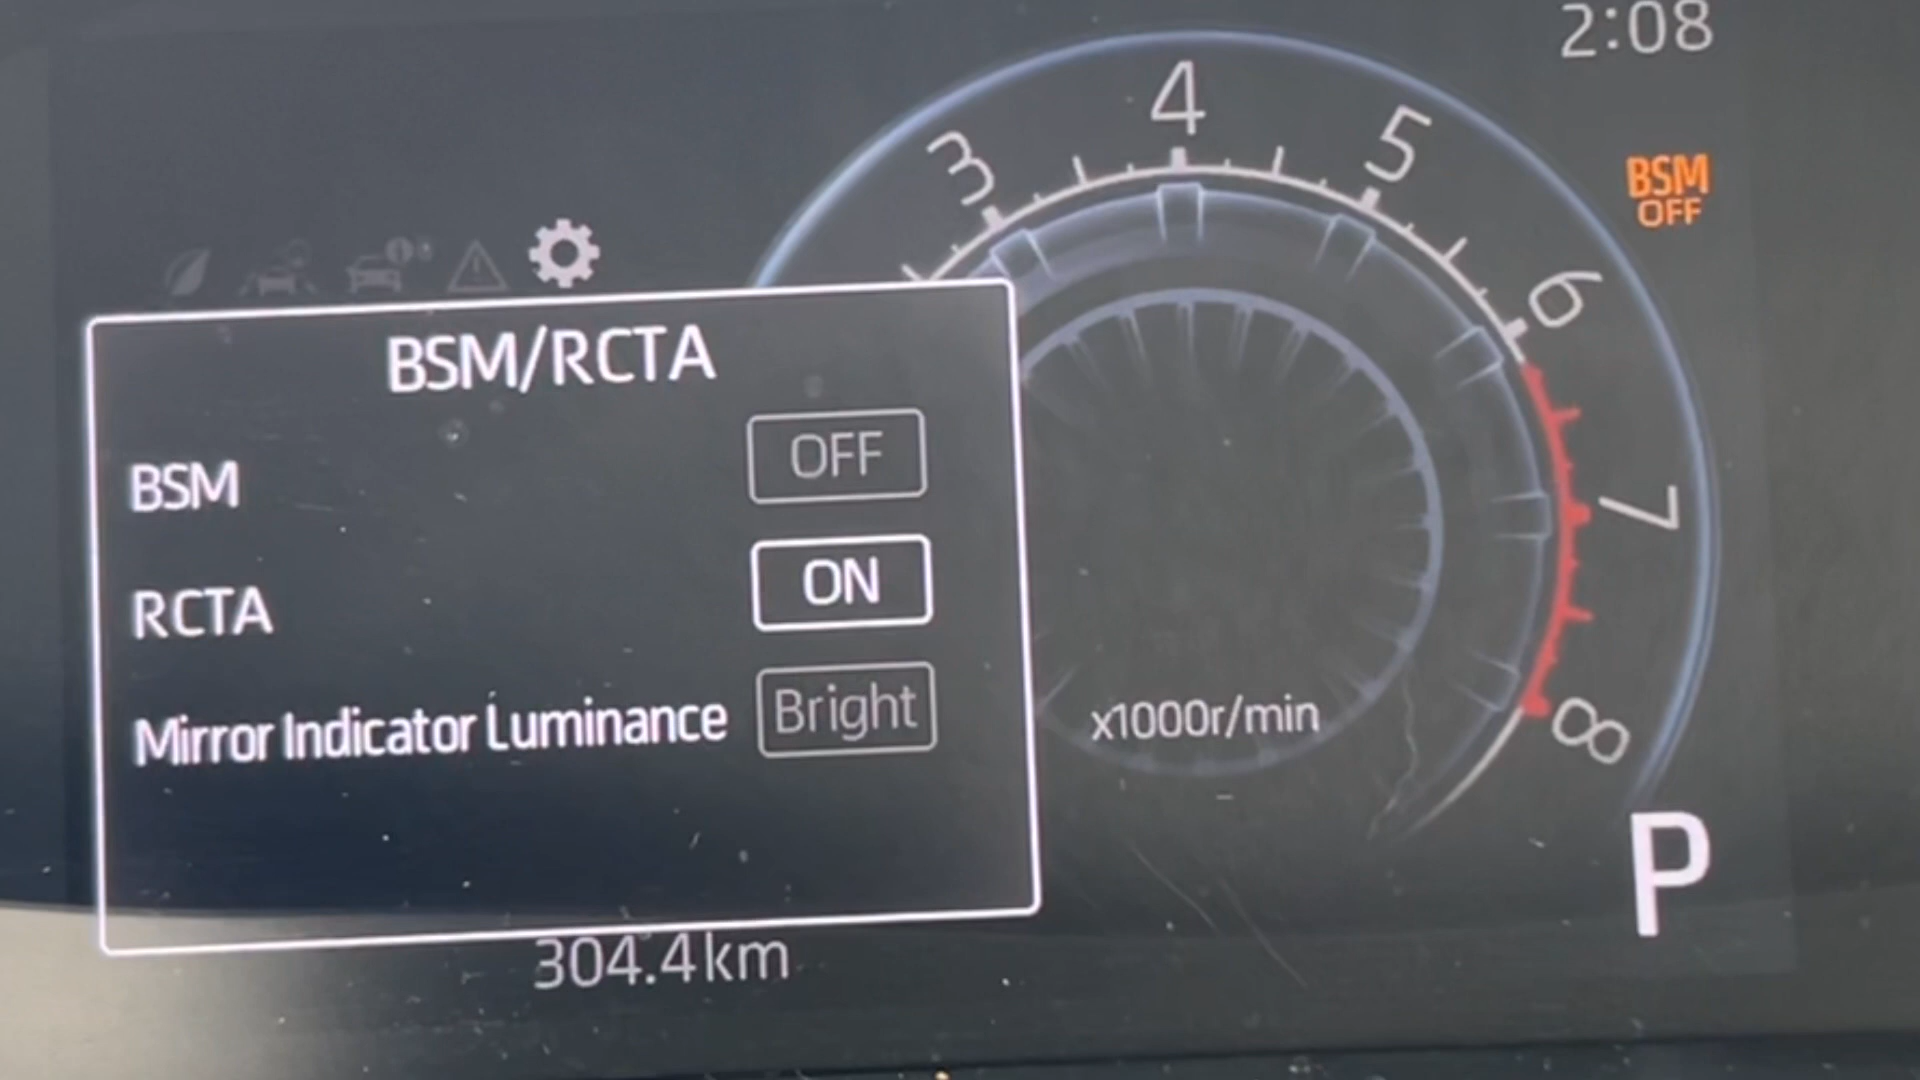 2:08
4
3
5
BSM
OFF
6
BSM/RCTA
BSM OFF
RCTA ON
7
Mirror Indicator Luminance Bright
x1000r/min
8
P
304.4km